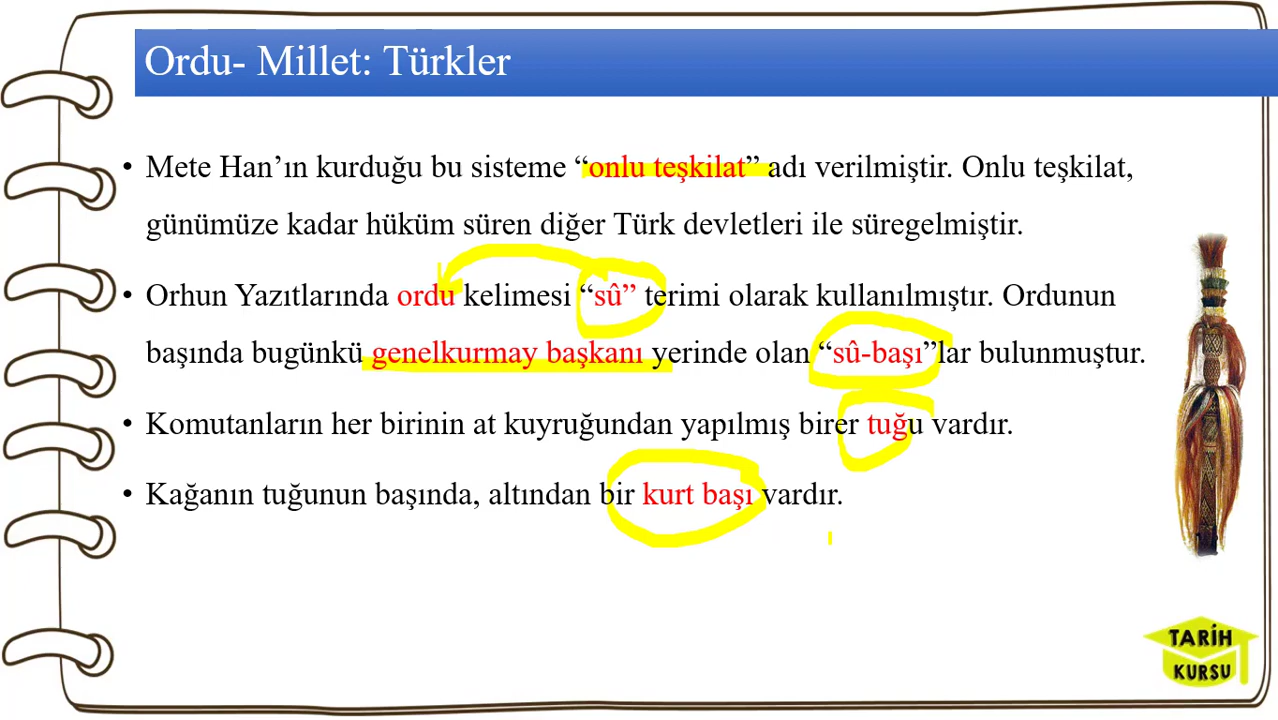 Ordu- Millet: Türkler
• Mete Han’ın kurduğu bu sisteme “onlu teşkilat” adı verilmiştir. Onlu teşkilat,
günümüze kadar hüküm süren diğer Türk devletleri ile süregelmiştir.
• Orhun Yazıtlarında ordu kelimesi “sû” terimi olarak kullanılmıştır. Ordunun
başında bugünkü genelkurmay başkanı yerinde olan “sû-başı”lar bulunmuştur.
• Komutanların her birinin at kuyruğundan yapılmış birer tuğu vardır.
• Kağanın tuğunun başında, altından bir kurt başı vardır.
TARİH
KURSU